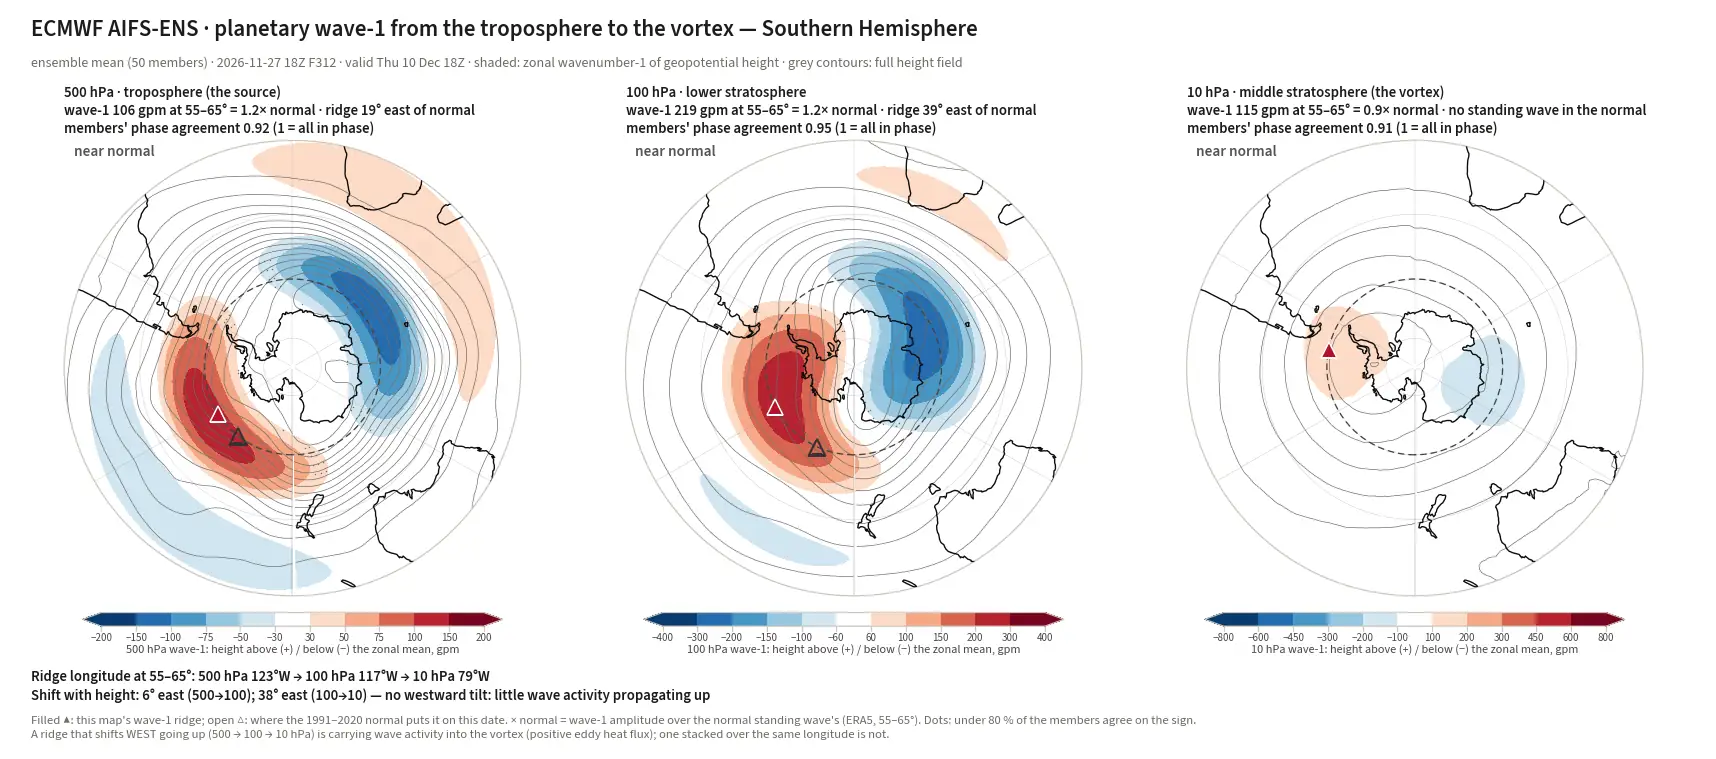 ECMWF AIFS-ENS · planetary wave-1 from the troposphere to the vortex — Southern Hemisphere
ensemble mean (50 members) · 2026-11-27 18Z F312 · valid Thu 10 Dec 18Z · shaded: zonal wavenumber-1 of geopotential height · grey contours: full height field
500 hPa · troposphere (the source)
wave-1 106 gpm at 55–65° = 1.2× normal · ridge 19° east of normal
members' phase agreement 0.92 (1 = all in phase)
near normal
100 hPa · lower stratosphere
wave-1 219 gpm at 55–65° = 1.2× normal · ridge 39° east of normal
members' phase agreement 0.95 (1 = all in phase)
near normal
10 hPa · middle stratosphere (the vortex)
wave-1 115 gpm at 55–65° = 0.9× normal · no standing wave in the normal
members' phase agreement 0.91 (1 = all in phase)
near normal
−200 −150 −100 −75 −50 −30 30 50 75 100 150 200
500 hPa wave-1: height above (+) / below (−) the zonal mean, gpm
−400 −300 −200 −150 −100 −60 60 100 150 200 300 400
100 hPa wave-1: height above (+) / below (−) the zonal mean, gpm
−800 −600 −450 −300 −200 −100 100 200 300 450 600 800
10 hPa wave-1: height above (+) / below (−) the zonal mean, gpm
Ridge longitude at 55–65°: 500 hPa 123°W → 100 hPa 117°W → 10 hPa 79°W
Shift with height: 6° east (500→100); 38° east (100→10) — no westward tilt: little wave activity propagating up
Filled ▲: this map's wave-1 ridge; open △: where the 1991–2020 normal puts it on this date. × normal = wave-1 amplitude over the normal standing wave's (ERA5, 55–65°). Dots: under 80 % of the members agree on the sign.
A ridge that shifts WEST going up (500 → 100 → 10 hPa) is carrying wave activity into the vortex (positive eddy heat flux); one stacked over the same longitude is not.